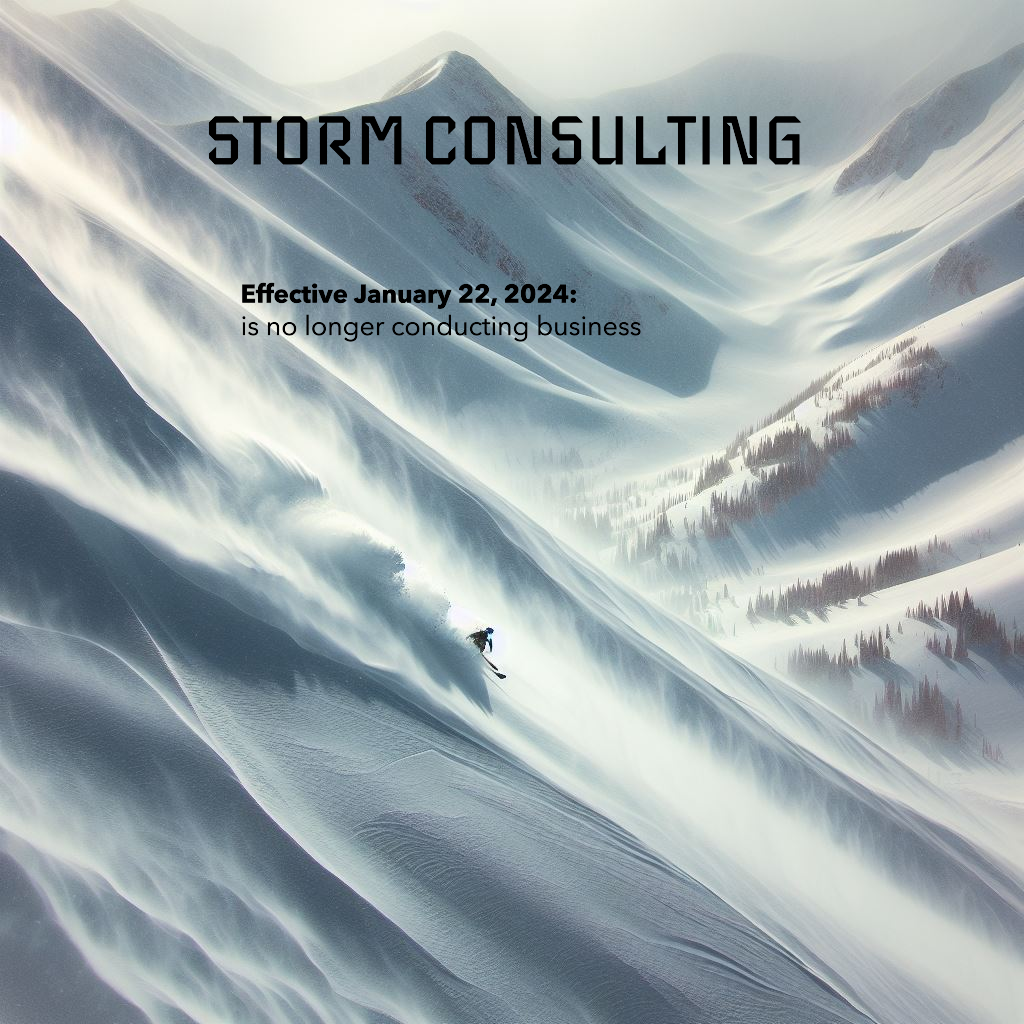 STORM CONSULTING
Effective January 22, 2024:
is no longer conducting business